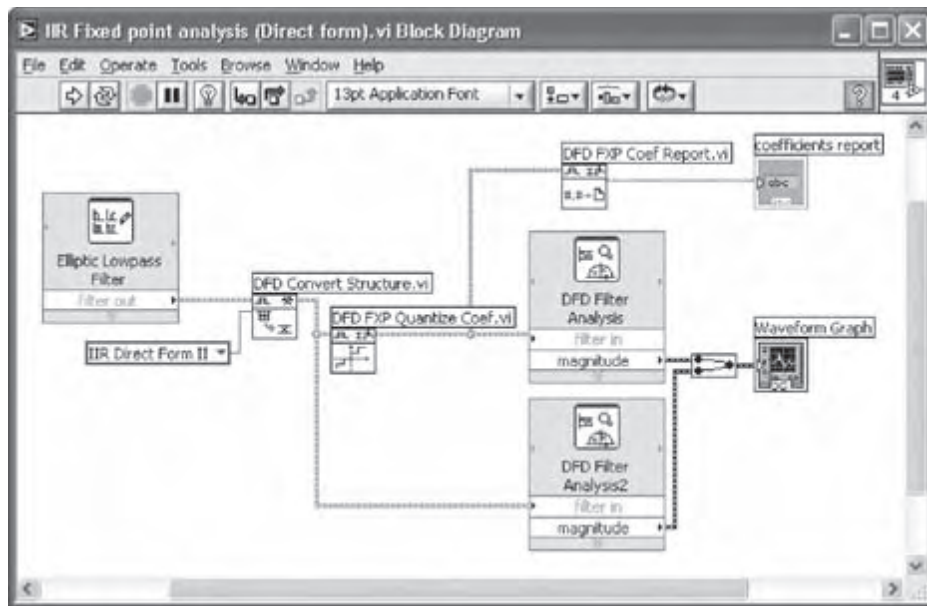 IIR Fixed point analysis (Direct form).vi Block Diagram
File Edit Operate Tools Browse Window Help
13pt Application Font
4
DFD FXP Coef Report.vi
coefficients report
abc
Elliptic Lowpass
Filter
filter out
DFD Convert Structure.vi
DFD FXP Quantize Coef.vi
IIR Direct Form II
DFD Filter
Analysis
filter in
magnitude
Waveform Graph
DFD Filter
Analysis2
filter in
magnitude